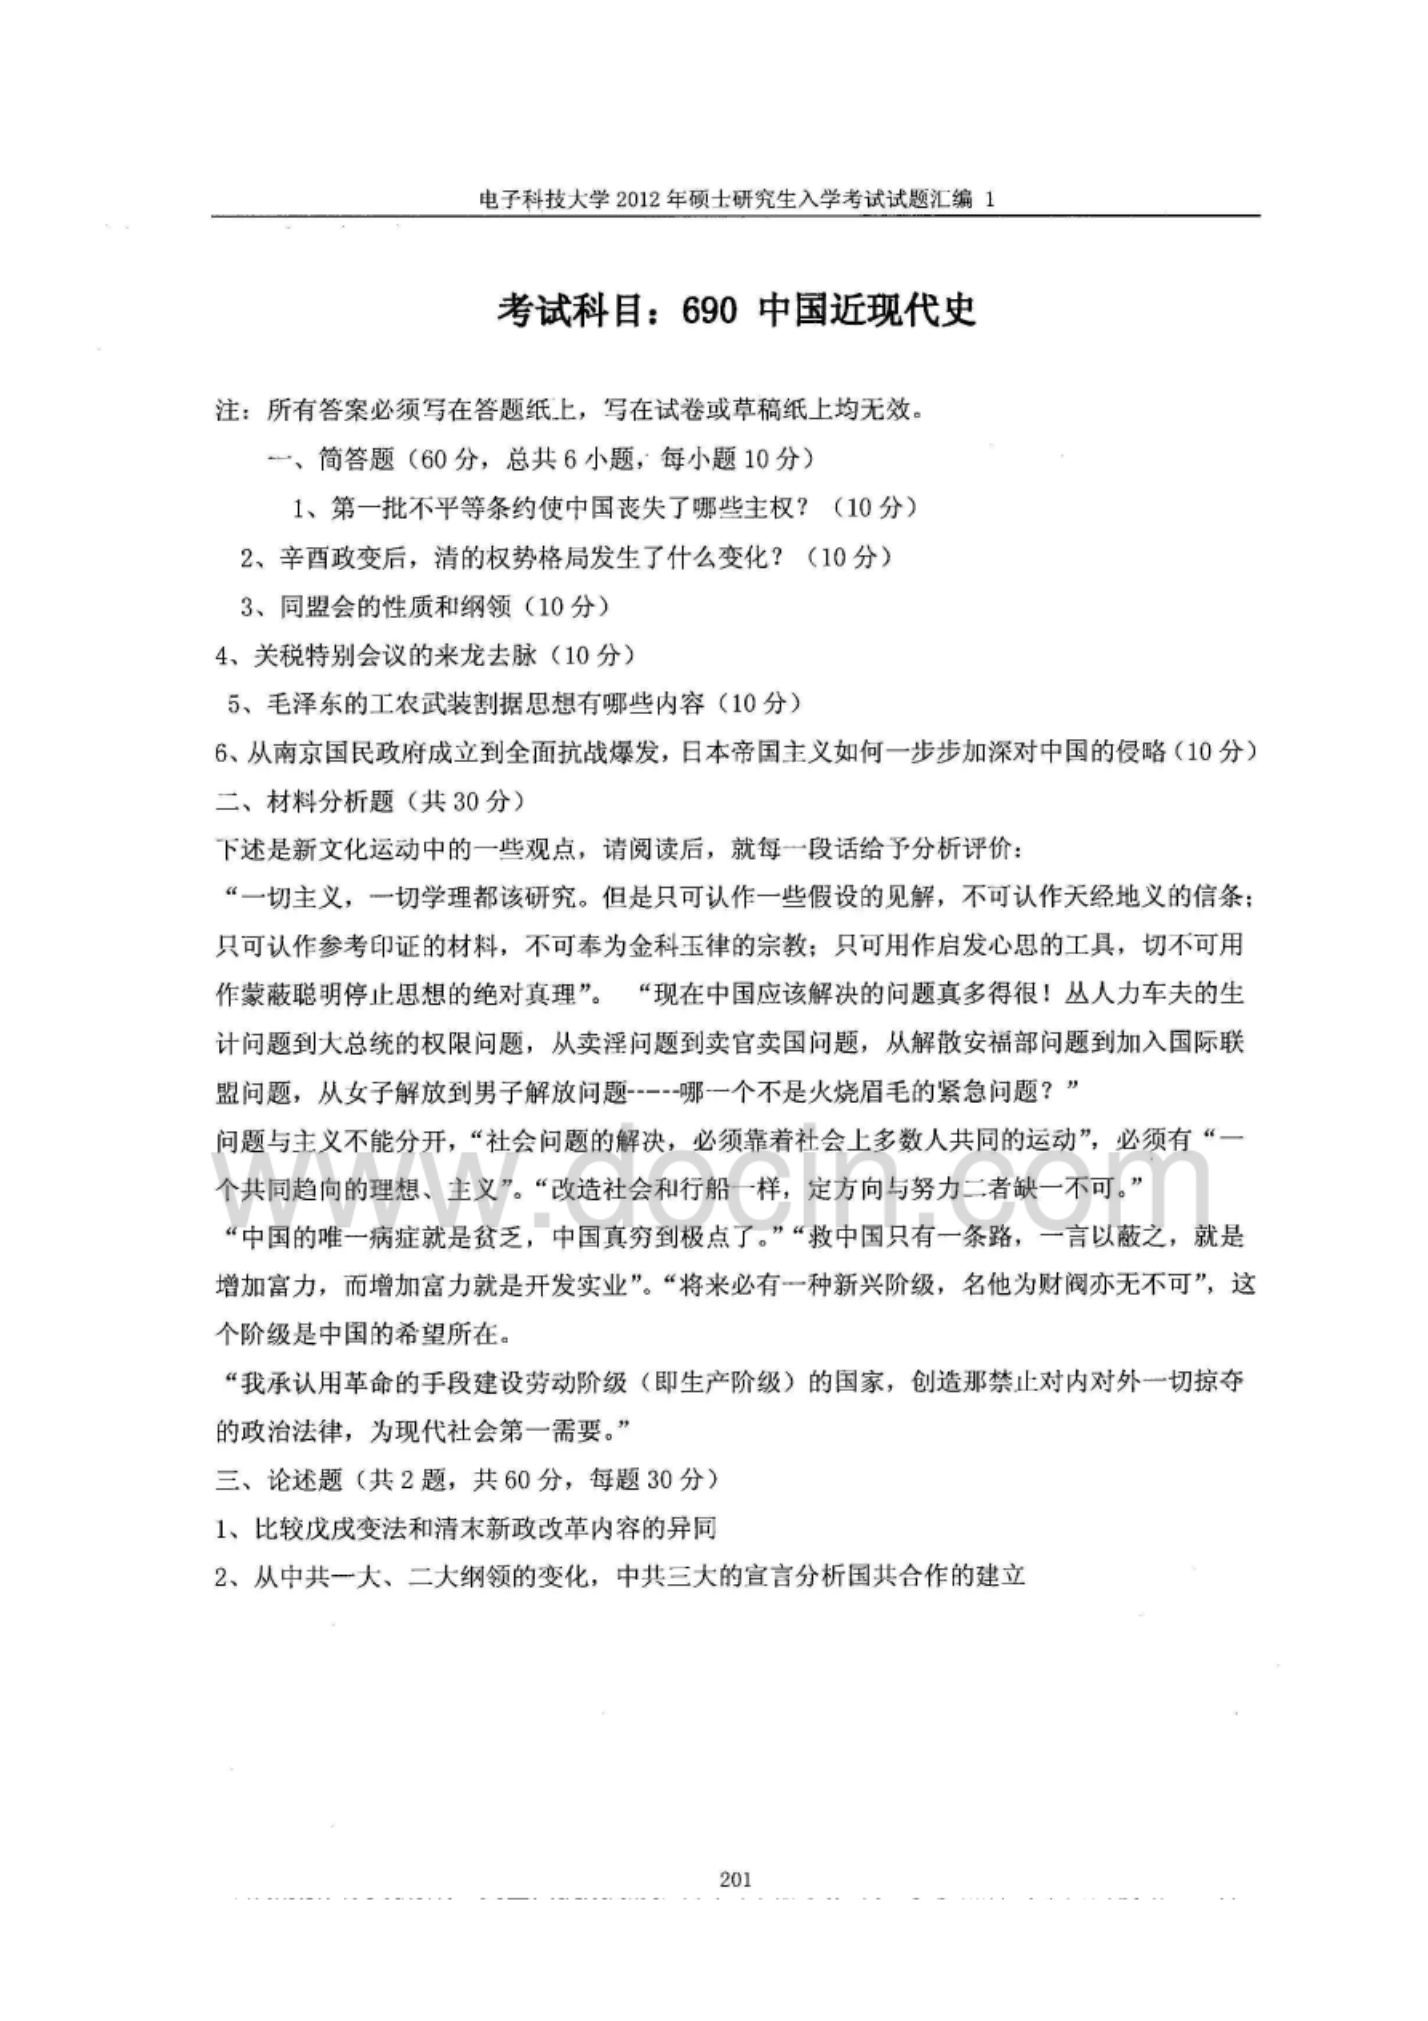 电子科技大学 2012 年硕士研究生入学考试试题汇编 1
考试科目：690 中国近现代史
注：所有答案必须写在答题纸上，写在试卷或草稿纸上均无效。
一、简答题（60 分，总共 6 小题，每小题 10 分）
1、第一批不平等条约使中国丧失了哪些主权？（10 分）
2、辛酉政变后，清的权势格局发生了什么变化？（10 分）
3、同盟会的性质和纲领（10 分）
4、关税特别会议的来龙去脉（10 分）
5、毛泽东的工农武装割据思想有哪些内容（10 分）
6、从南京国民政府成立到全面抗战爆发，日本帝国主义如何一步步加深对中国的侵略（10 分）
二、材料分析题（共 30 分）
下述是新文化运动中的一些观点，请阅读后，就每一段话给予分析评价：
“一切主义，一切学理都该研究。但是只可认作一些假设的见解，不可认作天经地义的信条；
只可认作参考印证的材料，不可奉为金科玉律的宗教；只可用作启发心思的工具，切不可用
作蒙蔽聪明停止思想的绝对真理”。 “现在中国应该解决的问题真多得很！从人力车夫的生
计问题到大总统的权限问题，从卖淫问题到卖官卖国问题，从解散安福部问题到加入国际联
盟问题，从女子解放到男子解放问题------哪一个不是火烧眉毛的紧急问题？”
问题与主义不能分开，“社会问题的解决，必须靠着社会上多数人共同的运动”，必须有“一
个共同趋向的理想、主义”。“改造社会和行船一样，定方向与努力二者缺一不可。”
“中国的唯一病症就是贫乏，中国真穷到极点了。”“救中国只有一条路，一言以蔽之，就是
增加富力，而增加富力就是开发实业”。“将来必有一种新兴阶级，名他为财阀亦无不可”，这
个阶级是中国的希望所在。
“我承认用革命的手段建设劳动阶级（即生产阶级）的国家，创造那禁止对内对外一切掠夺
的政治法律，为现代社会第一需要。”
三、论述题（共 2 题，共 60 分，每题 30 分）
1、比较戊戌变法和清末新政改革内容的异同
2、从中共一大、二大纲领的变化，中共三大的宣言分析国共合作的建立
www.docin.com
201